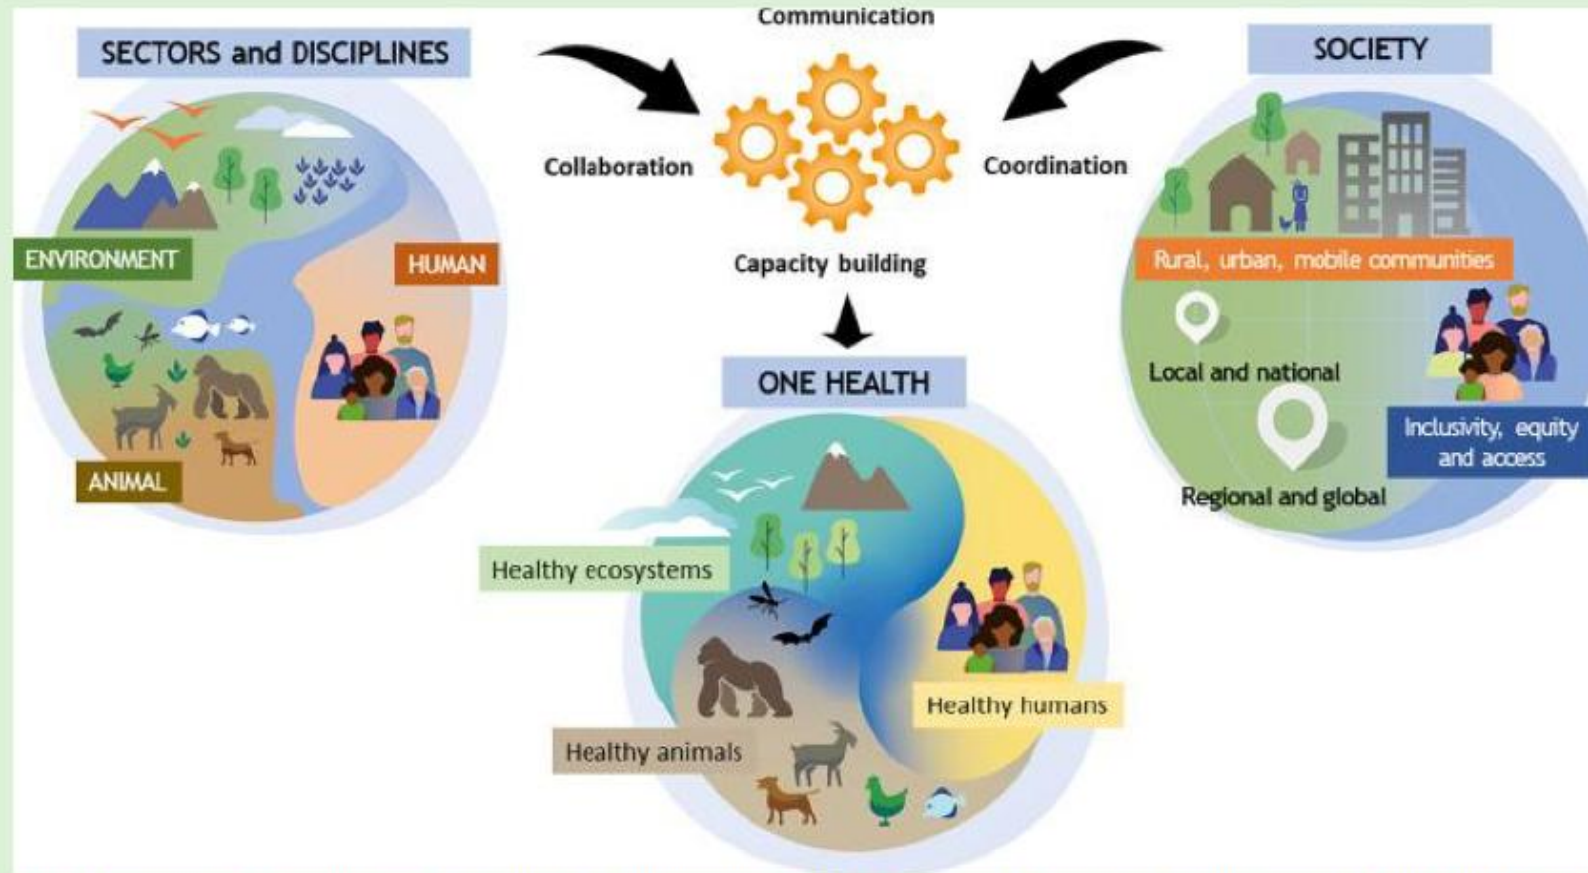 Communication
SECTORS and DISCIPLINES
SOCIETY
Collaboration
Coordination
ENVIRONMENT
HUMAN
Capacity building
Rural, urban, mobile communities
ANIMAL
Local and national
Inclusivity, equity
and access
Regional and global
ONE HEALTH
Healthy ecosystems
Healthy humans
Healthy animals